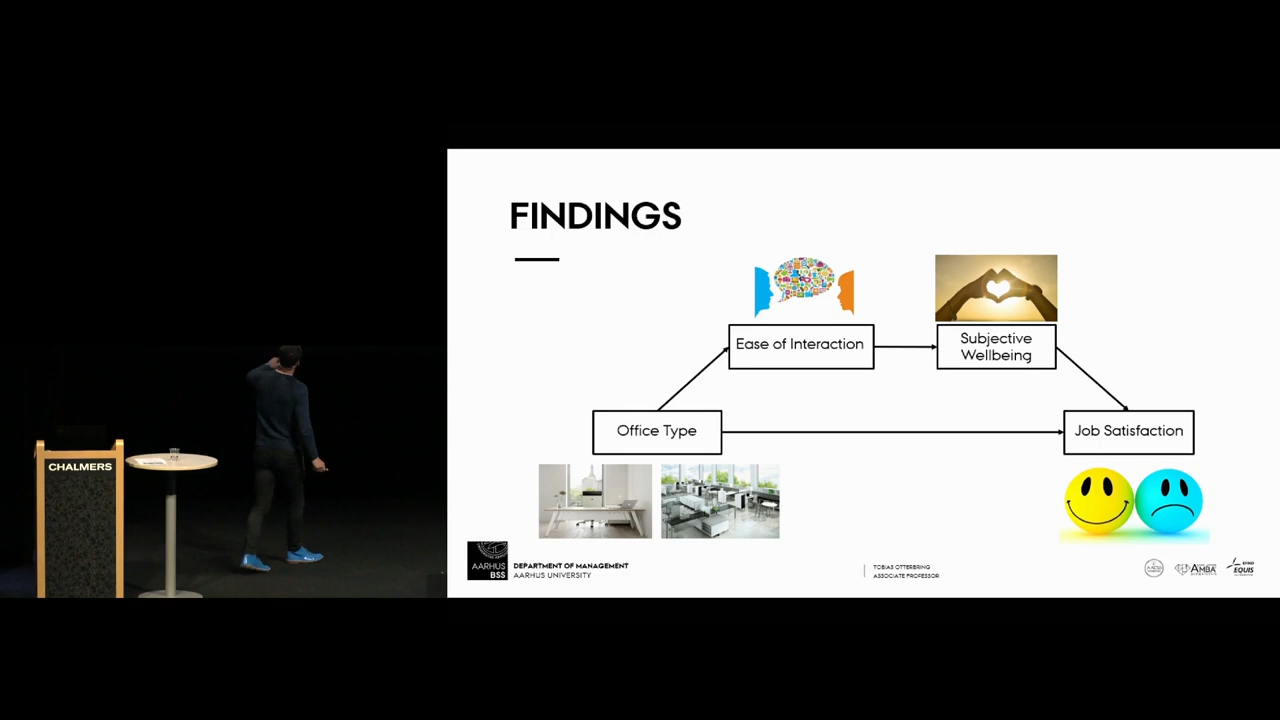 FINDINGS
Ease of Interaction
Subjective
Wellbeing
Office Type
Job Satisfaction
CHALMERS
AARHUS
BSS
DEPARTMENT OF MANAGEMENT
AARHUS UNIVERSITY
TOBIAS OTTERBRING
ASSOCIATE PROFESSOR
AMBA
EQUIS